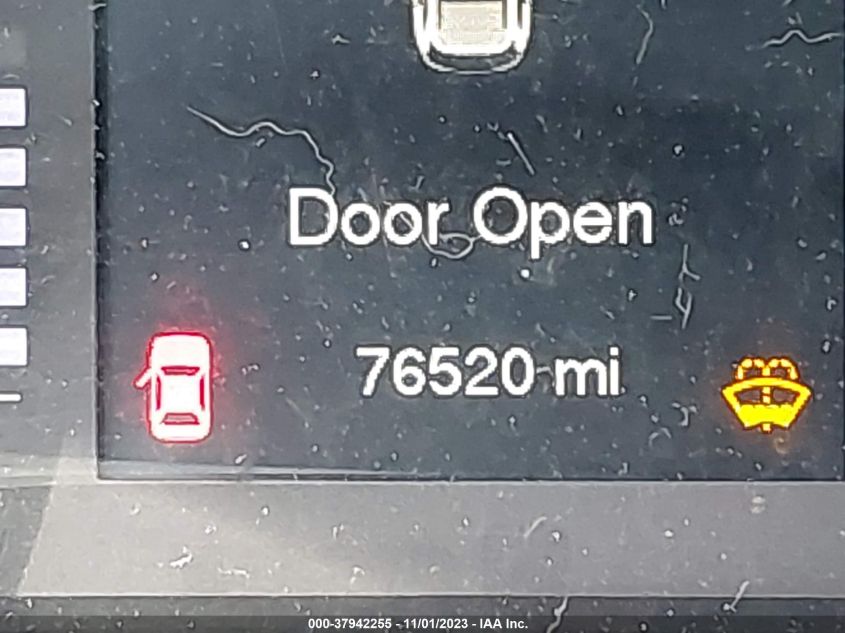 Door Open
76520 mi
000-37942255 - 11/01/2023 - IAA Inc.